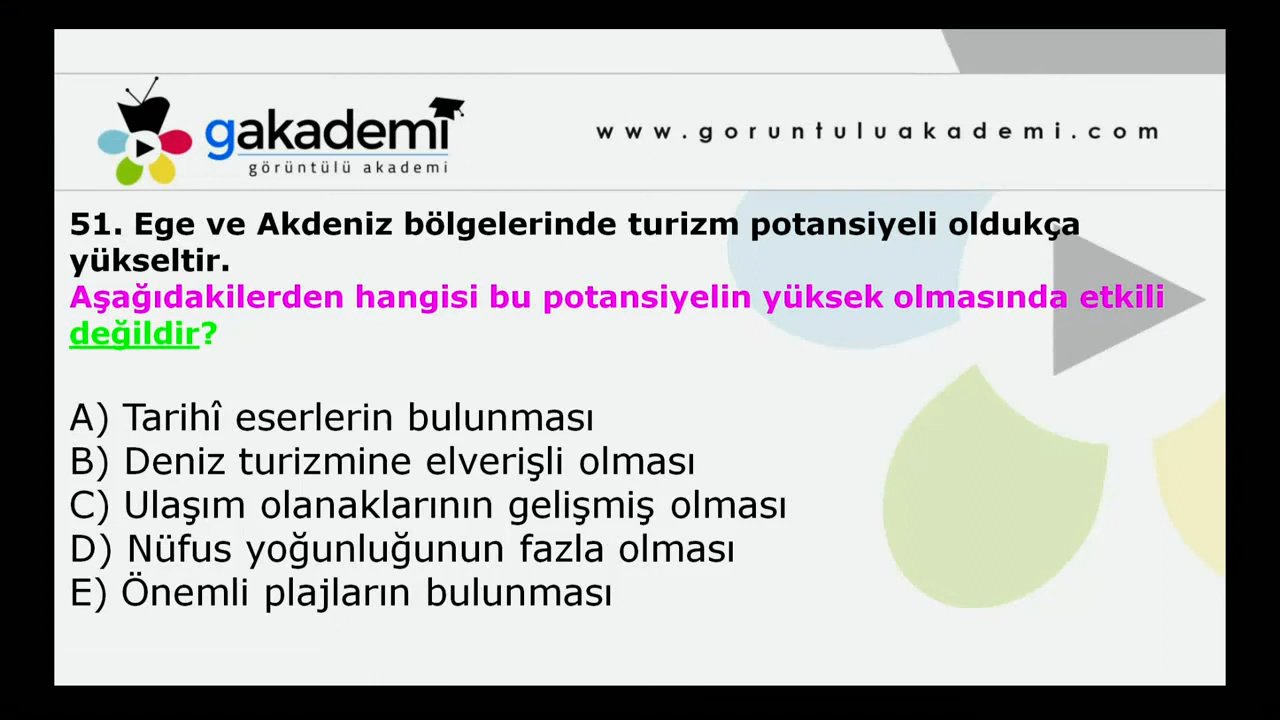 gakademi
görüntülü akademi
www.goruntuluakademi.com
51. Ege ve Akdeniz bölgelerinde turizm potansiyeli oldukça
yükseltir.
Aşağıdakilerden hangisi bu potansiyelin yüksek olmasında etkili
değildir?
A) Tarihî eserlerin bulunması
B) Deniz turizmine elverişli olması
C) Ulaşım olanaklarının gelişmiş olması
D) Nüfus yoğunluğunun fazla olması
E) Önemli plajların bulunması